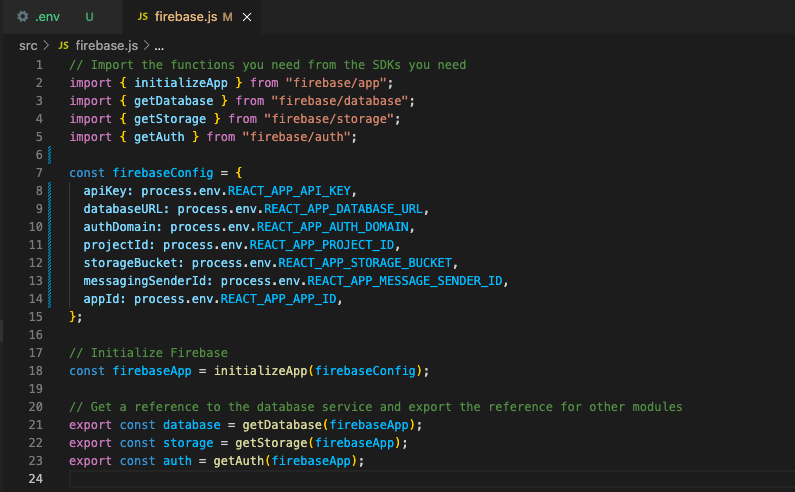 .env U JS firebase.js M ×
src > JS firebase.js > ...
1 // Import the functions you need from the SDKs you need
2 import { initializeApp } from "firebase/app";
3 import { getDatabase } from "firebase/database";
4 import { getStorage } from "firebase/storage";
5 import { getAuth } from "firebase/auth";
6
7 const firebaseConfig = {
8   apiKey: process.env.REACT_APP_API_KEY,
9   databaseURL: process.env.REACT_APP_DATABASE_URL,
10   authDomain: process.env.REACT_APP_AUTH_DOMAIN,
11   projectId: process.env.REACT_APP_PROJECT_ID,
12   storageBucket: process.env.REACT_APP_STORAGE_BUCKET,
13   messagingSenderId: process.env.REACT_APP_MESSAGE_SENDER_ID,
14   appId: process.env.REACT_APP_APP_ID,
15 };
16
17 // Initialize Firebase
18 const firebaseApp = initializeApp(firebaseConfig);
19
20 // Get a reference to the database service and export the reference for other modules
21 export const database = getDatabase(firebaseApp);
22 export const storage = getStorage(firebaseApp);
23 export const auth = getAuth(firebaseApp);
24